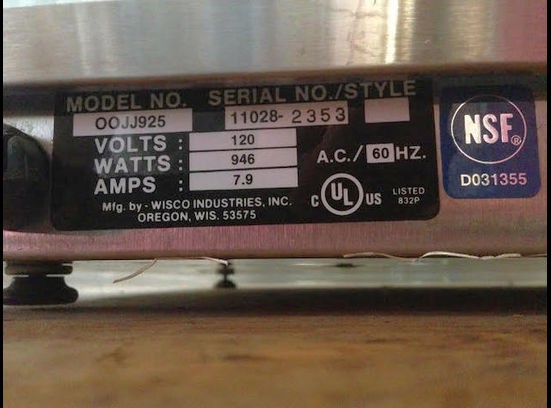 MODEL NO. SERIAL NO./STYLE
OOJJ925 11028-2353
VOLTS : 120
WATTS : 946 A.C./ 60 HZ.
AMPS : 7.9
Mfg. by - WISCO INDUSTRIES, INC.
OREGON, WIS. 53575
C UL US LISTED
832P
NSF®
D031355